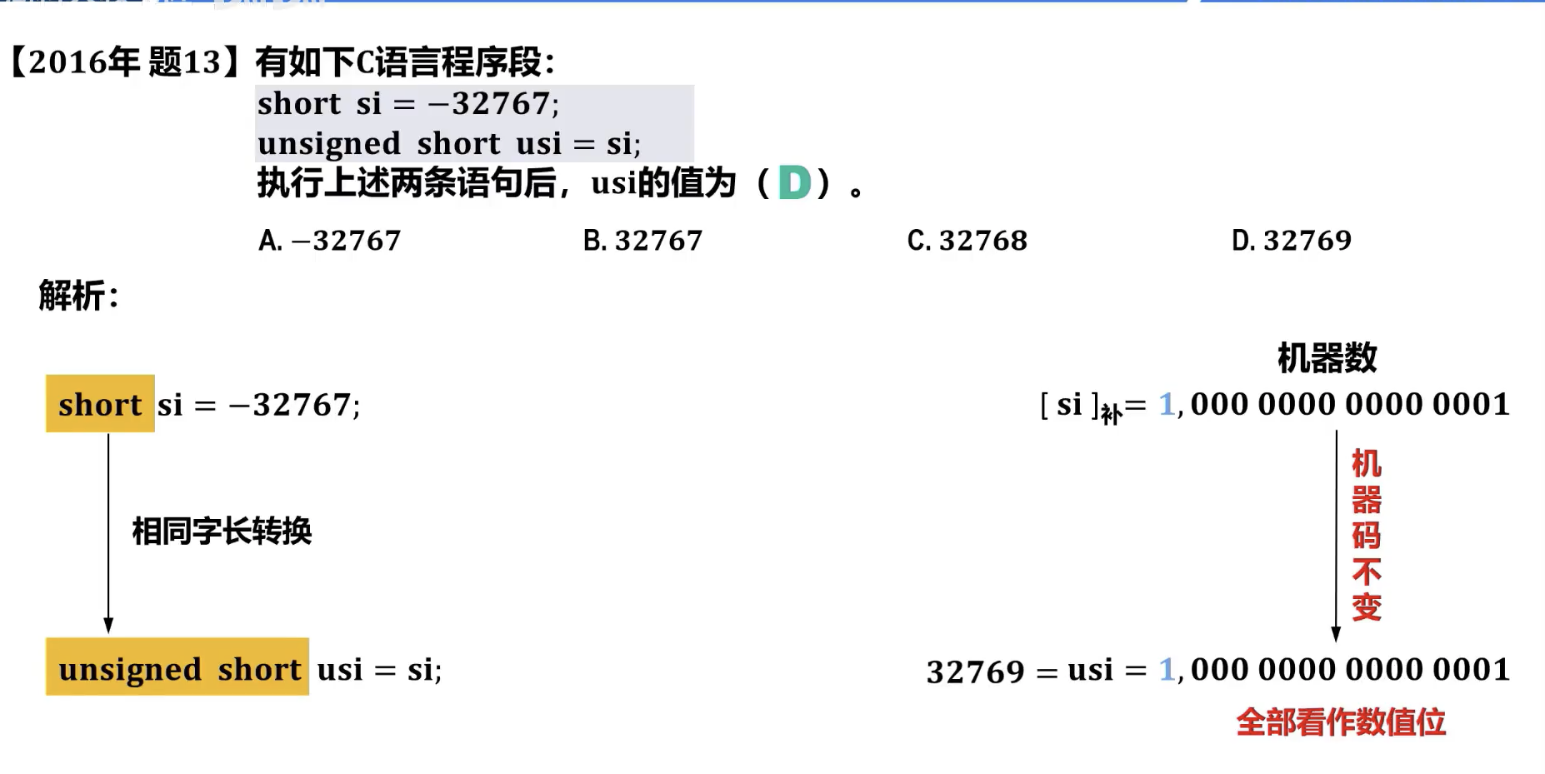 【2016年 题13】有如下C语言程序段：
short si = −32767;
unsigned short usi = si;
执行上述两条语句后，usi的值为（D）。
A. −32767 B. 32767 C. 32768 D. 32769
解析：
机器数
short si = −32767;
[ si ]补= 1,000 0000 0000 0001
机器码不变
相同字长转换
unsigned short usi = si;
32769 = usi = 1,000 0000 0000 0001
全部看作数值位